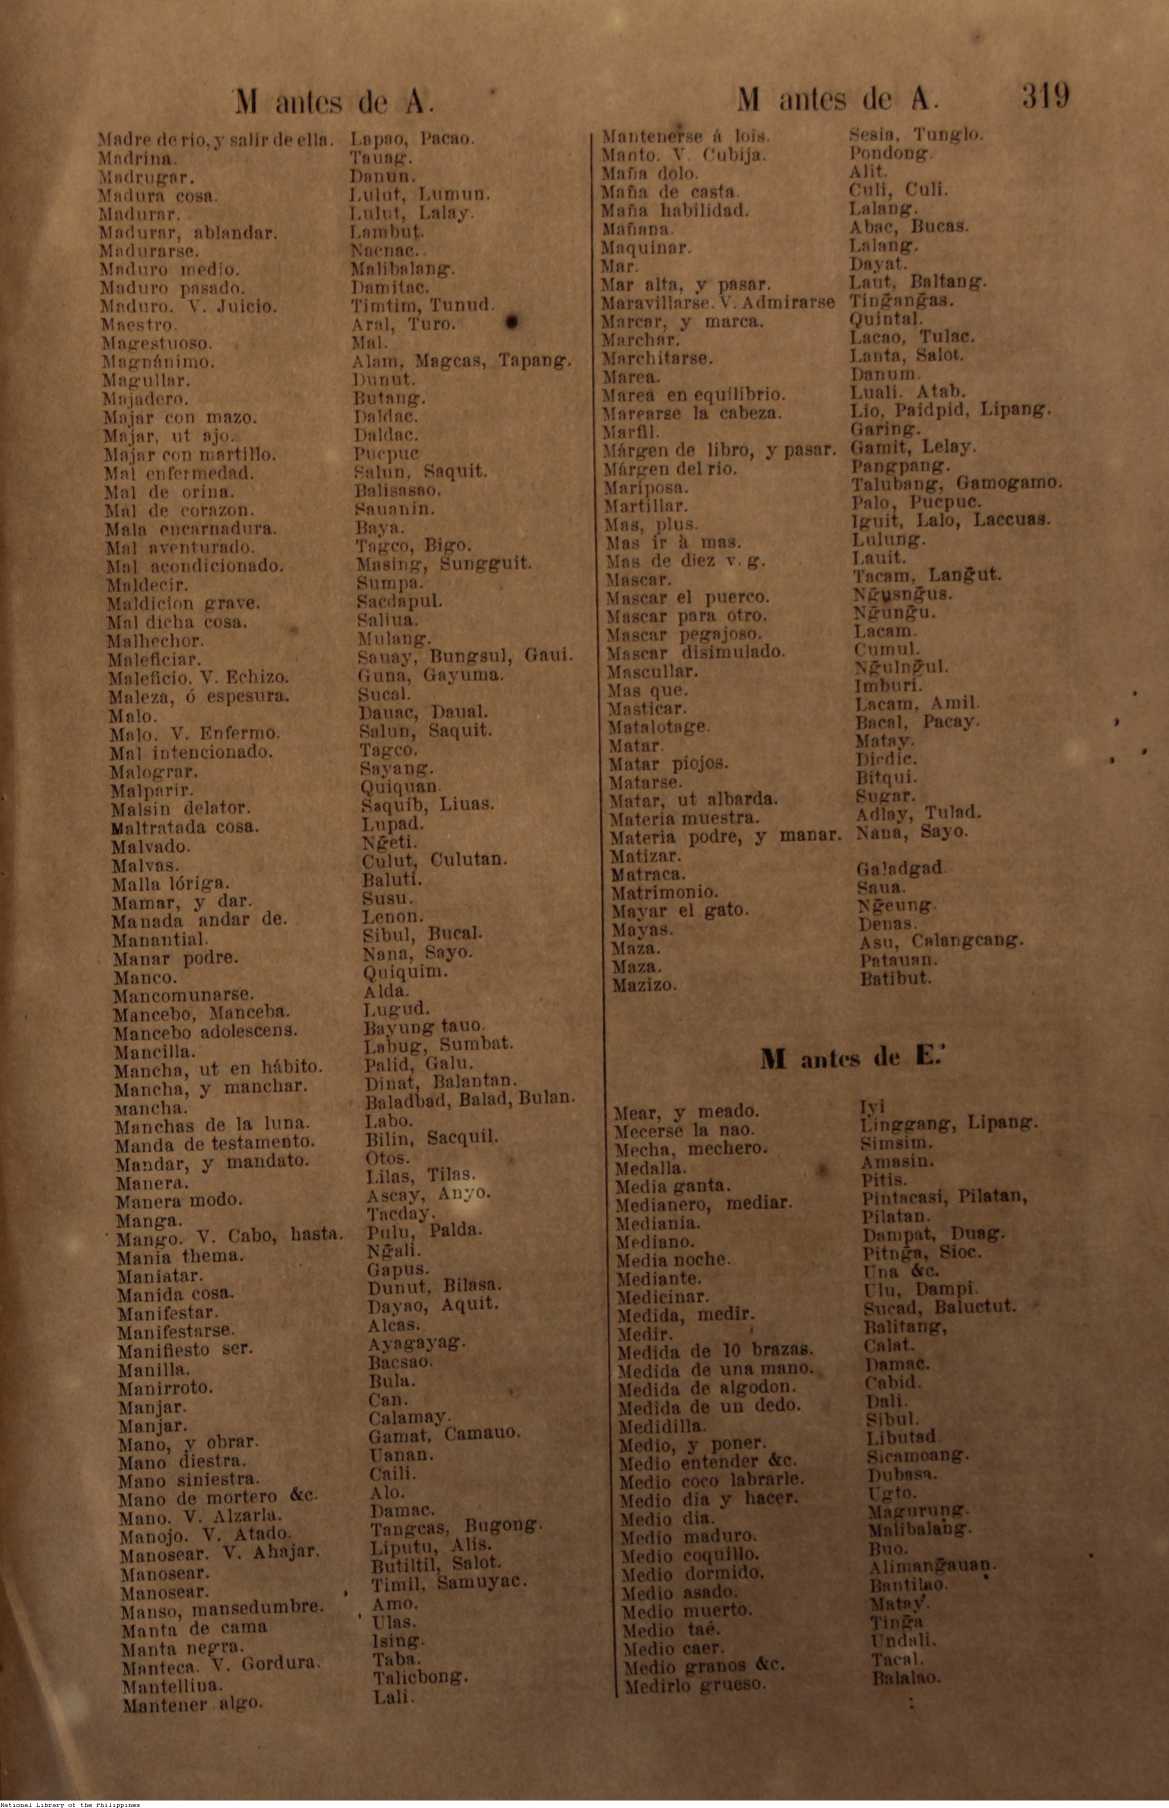 M antes de A.
Madre de rio, y salir de ella. Lapao, Pacao.
Madrina. Tauag.
Madrugar. Danun.
Madura cosa. Lulut, Lumun.
Madurar. Lulut, Lalay.
Madurar, ablandar. Lambut.
Madurarse. Nacnac.
Maduro medio. Malibalang.
Maduro pasado. Damitac.
Maduro. V. Juicio. Timtim, Tunud.
Maestro. Aral, Turo.
Magestuoso. Mal.
Magnánimo. Alam, Magcas, Tapang.
Magullar. Dunut.
Majadero. Butang.
Majar con mazo. Daldac.
Majar, ut ajo. Daldac.
Majar con martillo. Pucpuc
Mal enfermedad. Salun, Saquit.
Mal de orina. Balisasao.
Mal de corazon. Sauanin.
Mala encarnadura. Baya.
Mal aventurado. Tagco, Bigo.
Mal acondicionado. Masing, Sungguit.
Maldecir. Sumpa.
Maldicion grave. Sacdapul.
Mal dicha cosa. Saliua.
Malhechor. Mulang.
Maleficiar. Sauay, Bungsul, Gaui.
Maleficio. V. Echizo. Guna, Gayuma.
Maleza, ó espesura. Sucal.
Malo. Dauac, Daual.
Malo. V. Enfermo. Salun, Saquit.
Mal intencionado. Tagco.
Malograr. Sayang.
Malparir. Quiquan.
Malsin delator. Saquib, Liuas.
Maltratada cosa. Lupad.
Malvado. Ng̃eti.
Malvas. Culut, Culutan.
Malla lóriga. Baluti.
Mamar, y dar. Susu.
Manada andar de. Lenon.
Manantial. Sibul, Bucal.
Manar podre. Nana, Sayo.
Manco. Quiquim.
Mancomunarse. Alda.
Mancebo, Manceba. Lugud.
Mancebo adolescens. Bayung tauo.
Mancilla. Labug, Sumbat.
Mancha, ut en hábito. Palid, Galu.
Mancha, y manchar. Dinat, Balantan.
Mancha. Baladbad, Balad, Bulan.
Manchas de la luna. Labo.
Manda de testamento. Bilin, Sacquil.
Mandar, y mandato. Otos.
Manera. Lilas, Tilas.
Manera modo. Ascay, Anyo.
Manga. Tacday.
Mango. V. Cabo, hasta. Pulu, Palda.
Mania thema. Ng̃ali.
Maniatar. Gapus.
Manida cosa. Dunut, Bilasa.
Manifestar. Dayao, Aquit.
Manifestarse. Alcas.
Manifiesto ser. Ayagayag.
Manilla. Bacsao.
Manirroto. Bula.
Manjar. Can.
Manjar. Calamay.
Mano, y obrar. Gamat, Camauo.
Mano diestra. Uanan.
Mano siniestra. Caili.
Mano de mortero &c. Alo.
Mano. V. Alzarla. Damac.
Manojo. V. Atado. Tangcas, Bugong.
Manosear. V. Ahajar. Liputu, Alis.
Manosear. Butiltil, Salot.
Manosear. Timil, Samuyac.
Manso, mansedumbre. Amo.
Manta de cama Ulas.
Manta negra. Ising.
Manteca. V. Gordura. Taba.
Mantellina. Talicbong.
Mantener algo. Lali.
M antes de A. 319
Mantenerse á lois. Sesia, Tunglo.
Manto. V. Cubija. Pondong.
Maña dolo. Alit.
Maña de casta. Culi, Culi.
Maña habilidad. Lalang.
Mañana. Abac, Bucas.
Maquinar. Lalang.
Mar. Dayat.
Mar alta, y pasar. Laut, Baltang.
Maravillarse. V. Admirarse Ting̃ang̃as.
Marcar, y marca. Quintal.
Marchar. Lacao, Tulac.
Marchitarse. Lanta, Salot.
Marea. Danum.
Marea en equilibrio. Luali. Atab.
Marearse la cabeza. Lio, Paidpid, Lipang.
Marfil. Garing.
Márgen de libro, y pasar. Gamit, Lelay.
Márgen del rio. Pangpang.
Mariposa. Talubang, Gamogamo.
Martillar. Palo, Pucpuc.
Mas, plus. Iguit, Lalo, Laccuas.
Mas ir à mas. Lulung.
Mas de diez v. g. Lauit.
Mascar. Tacam, Lang̃ut.
Mascar el puerco. Ng̃usng̃us.
Mascar para otro. Ng̃ung̃u.
Mascar pegajoso. Lacam.
Mascar disimulado. Cumul.
Mascullar. Ng̃ulng̃ul.
Mas que. Imburi.
Masticar. Lacam, Amil.
Matalotage. Bacal, Pacay.
Matar. Matay.
Matar piojos. Dicdic.
Matarse. Bitqui.
Matar, ut albarda. Sugar.
Materia muestra. Adlay, Tulad.
Materia podre, y manar. Nana, Sayo.
Matizar.
Matraca. Galadgad.
Matrimonio. Saua.
Mayar el gato. Ng̃eung.
Mayas. Denas.
Maza. Asu, Calangcang.
Maza. Patauan.
Mazizo. Batibut.
M antes de E.
Mear, y meado. Iyi
Mecerse la nao. Linggang, Lipang.
Mecha, mechero. Simsim.
Medalla. Amasin.
Media ganta. Pitis.
Medianero, mediar. Pintacasi, Pilatan,
Mediania. Pilatan.
Mediano. Dampat, Duag.
Media noche. Pitng̃a, Sioc.
Mediante. Una &c.
Medicinar. Ulu, Dampi.
Medida, medir. Sucad, Baluctut.
Medir. Balitang,
Medida de 10 brazas. Calat.
Medida de una mano. Damac.
Medida de algodon. Cabid.
Medida de un dedo. Dali.
Medidilla. Sibul.
Medio, y poner. Libutad
Medio entender &c. Sicamoang.
Medio coco labrarle. Dubasa.
Medio dia y hacer. Ugto.
Medio dia. Magurung.
Medio maduro. Malibalang.
Medio coquillo. Buo.
Medio dormido. Alimang̃auan.
Medio asado. Bantilao.
Medio muerto. Matay.
Medio taé. Ting̃a
Medio caer. Undali.
Medio granos &c. Tacal.
Medirlo grueso. Balalao.
National Library of the Philippines